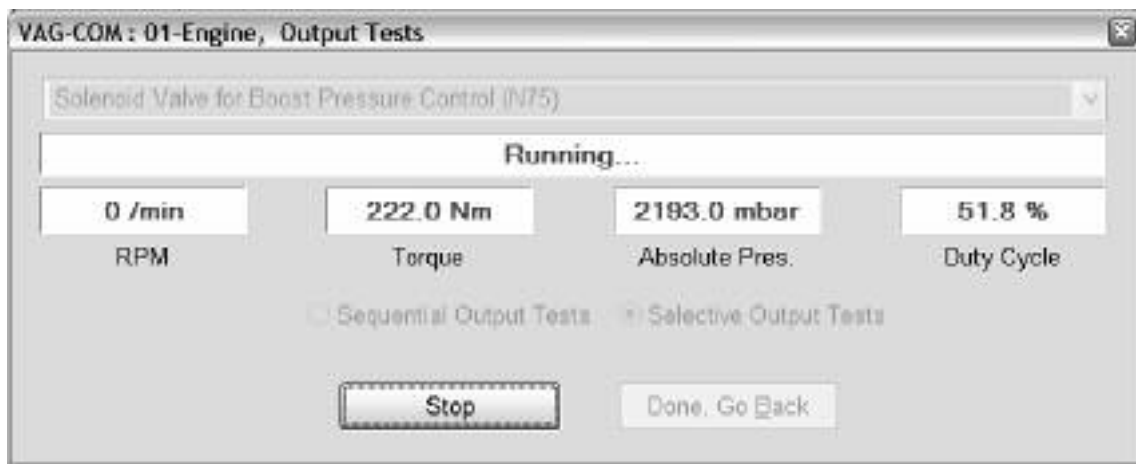 VAG-COM : 01-Engine, Output Tests
Solenoid Valve for Boost Pressure Control (N75)
Running...
0 /min 222.0 Nm 2193.0 mbar 51.8 %
RPM Torque Absolute Pres. Duty Cycle
Sequential Output Tests Selective Output Tests
Stop Done, Go Back